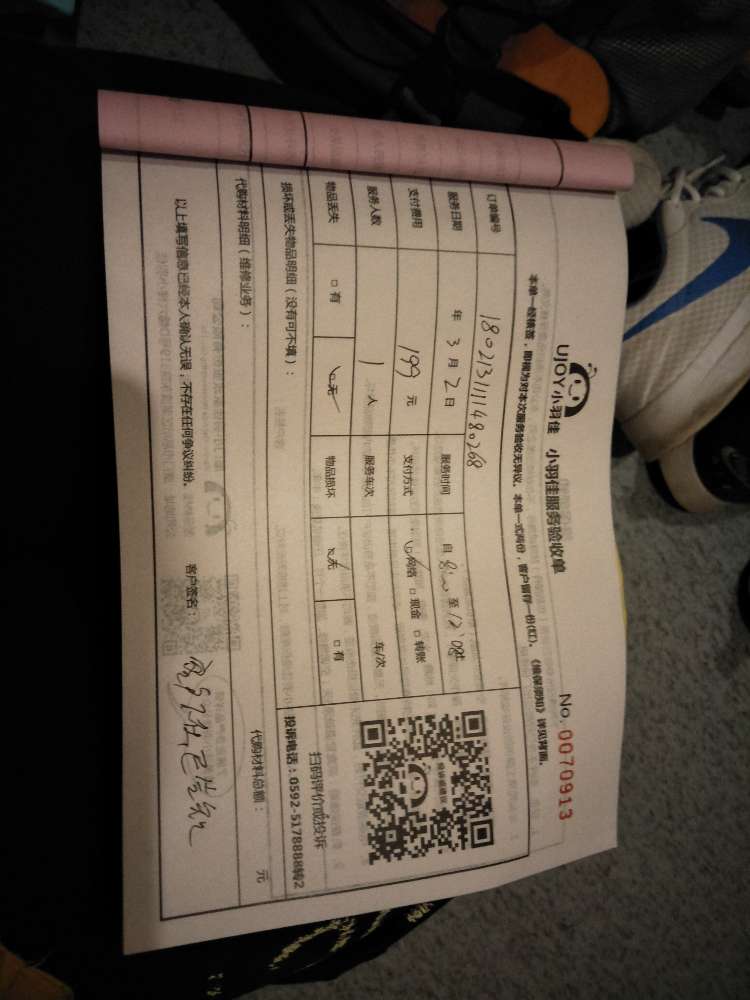 UJOY小羽佳 小羽佳服务验收单
No. 0070913
本单一经核签，即视为对本次服务验收无异议。本单一式两份，客户留存一份(红)。《维保须知》详见背面。
订单编号 180213111480268
服务日期 年 3 月 2 日 服务时间 自 至 12:08
支付费用 199 元 支付方式 网络 □ 现金 □ 转账
服务人数 1 人 服务车次 车/次
物品丢失 □ 有 无 物品损坏 无 □ 有
损坏或丢失物品明细（没有可不填）：
扫码评价或投诉
投诉电话：0592-5178888转2
代购材料明细（维修业务）：
代购材料总额： 元
以上填写信息已经本人确认无误，不存在任何争议纠纷。 客户签名：